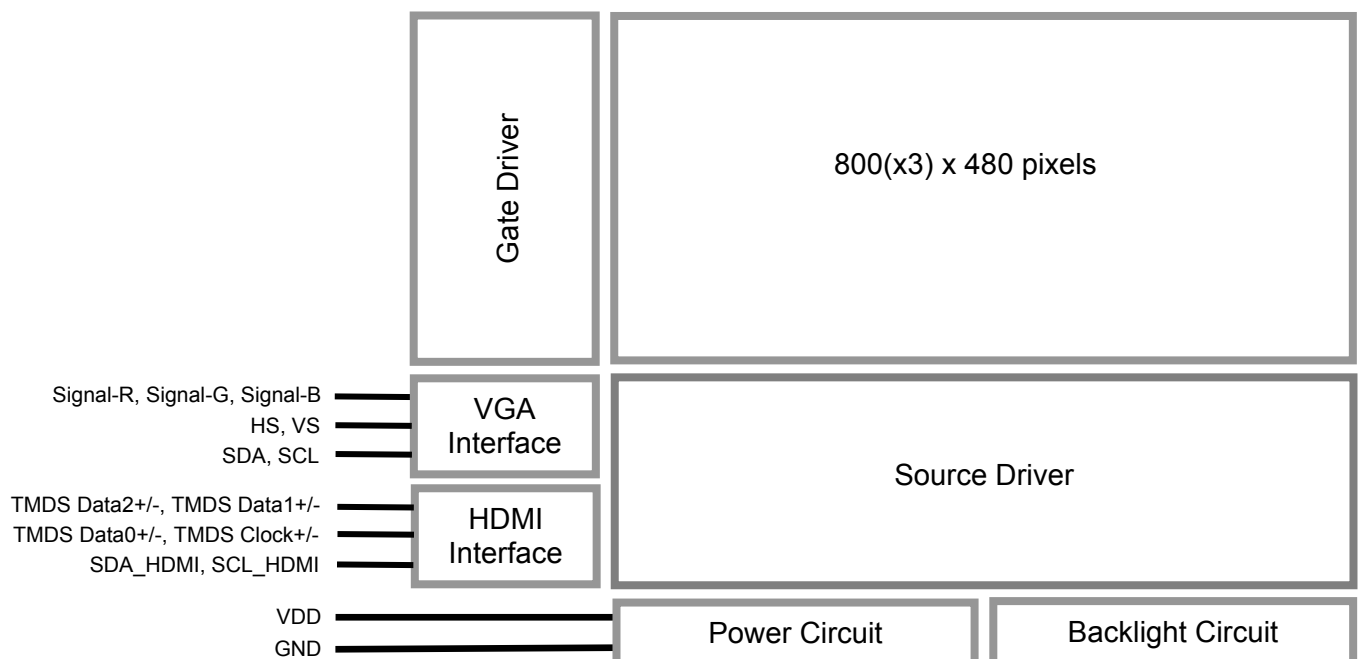 Gate Driver
800(x3) x 480 pixels
Signal-R, Signal-G, Signal-B
HS, VS
SDA, SCL
VGA
Interface
Source Driver
TMDS Data2+/-, TMDS Data1+/-
TMDS Data0+/-, TMDS Clock+/-
SDA_HDMI, SCL_HDMI
HDMI
Interface
VDD
GND
Power Circuit
Backlight Circuit